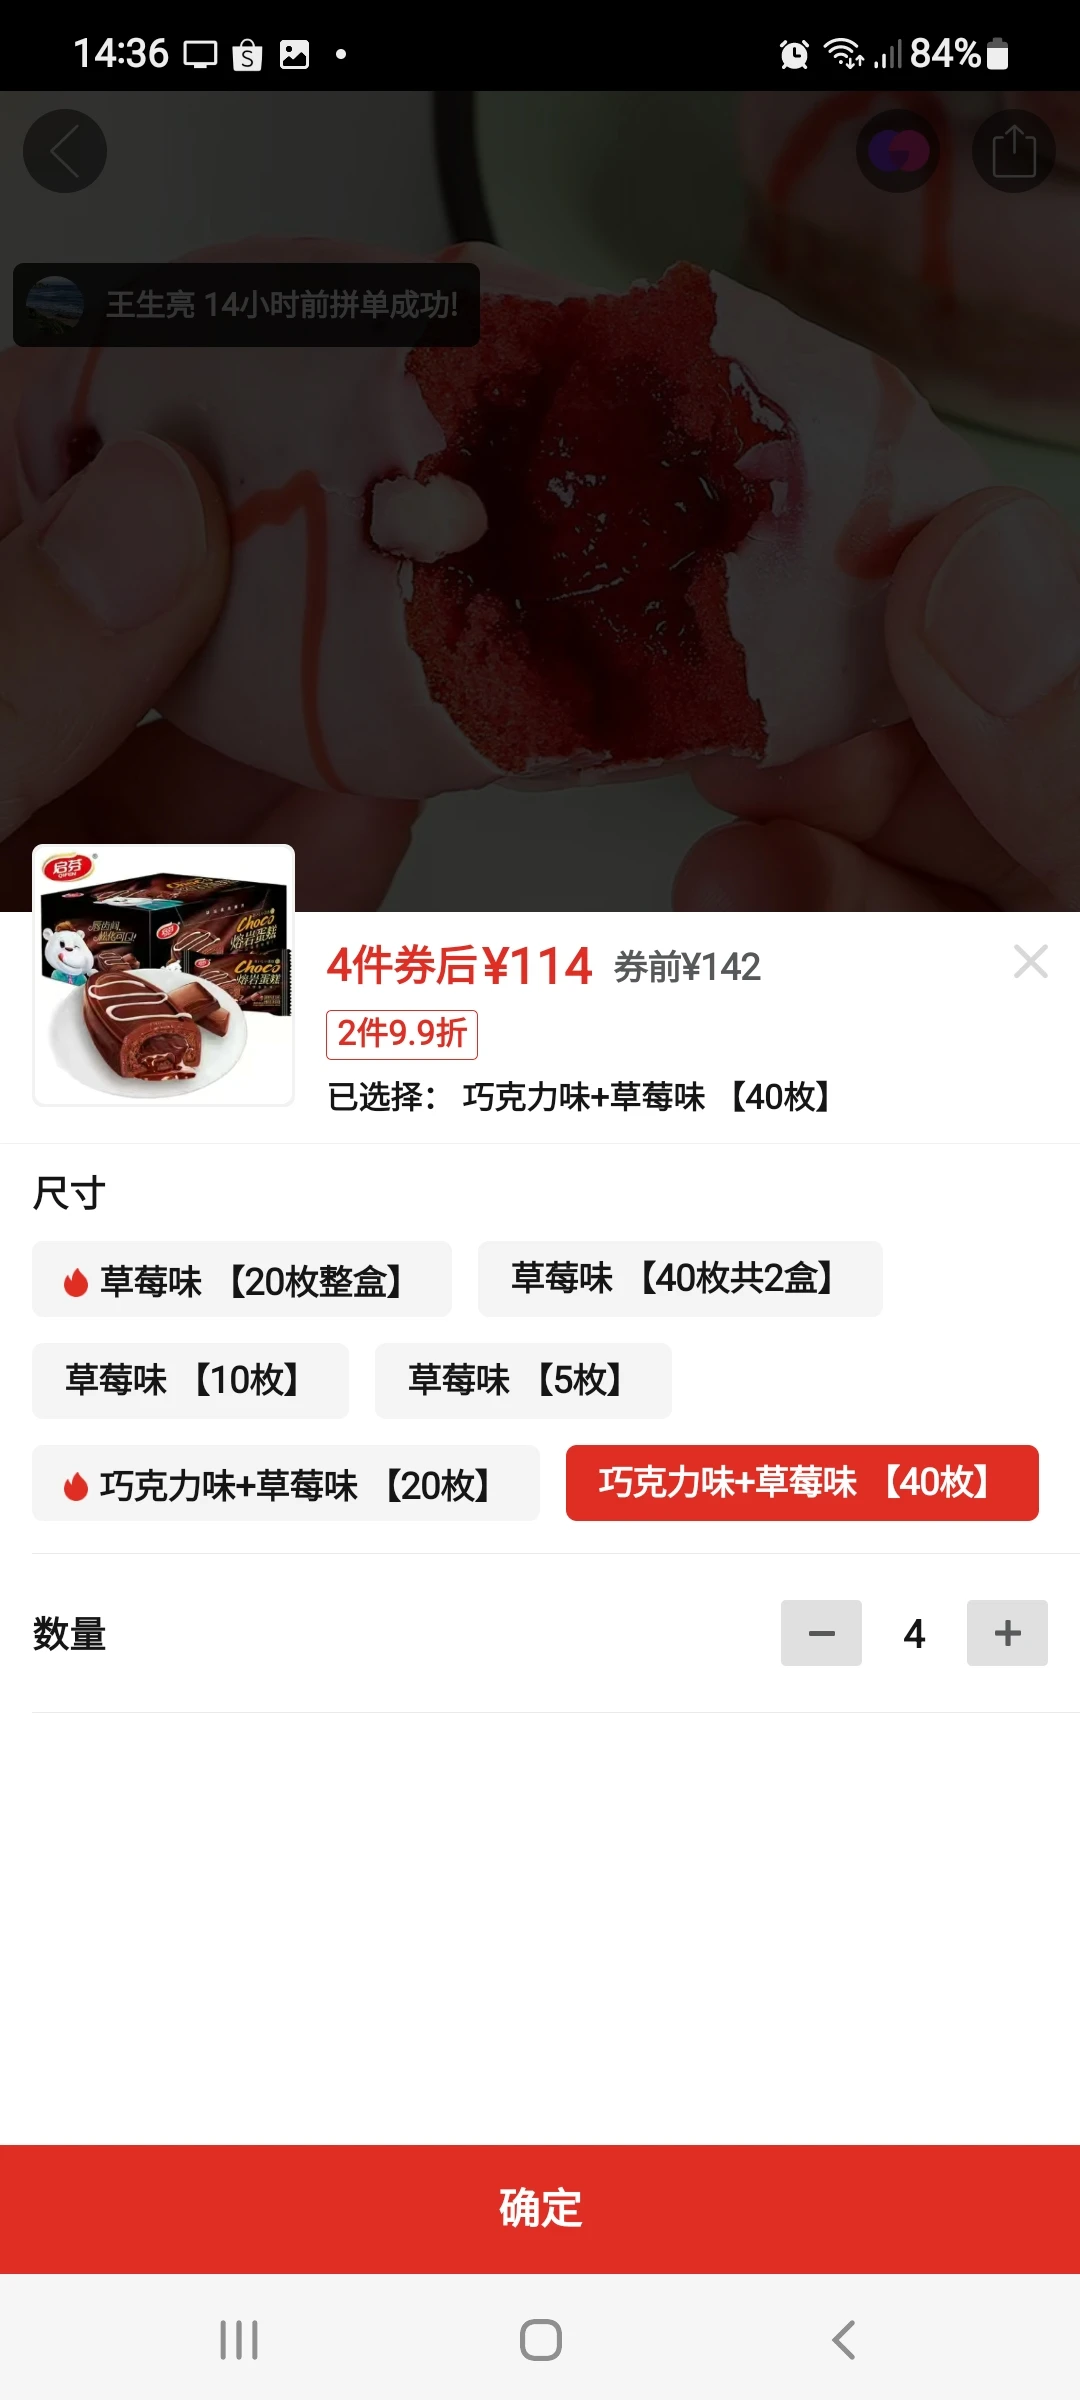 14:36
84%
王生亮 14小时前拼单成功!
启芬
QIFEN
Choco
熔岩蛋糕
Choco
熔岩蛋糕
4件券后¥114 券前¥142
2件9.9折
已选择： 巧克力味+草莓味 【40枚】
尺寸
草莓味 【20枚整盒】
草莓味 【40枚共2盒】
草莓味 【10枚】
草莓味 【5枚】
巧克力味+草莓味 【20枚】
巧克力味+草莓味 【40枚】
数量
4
确定